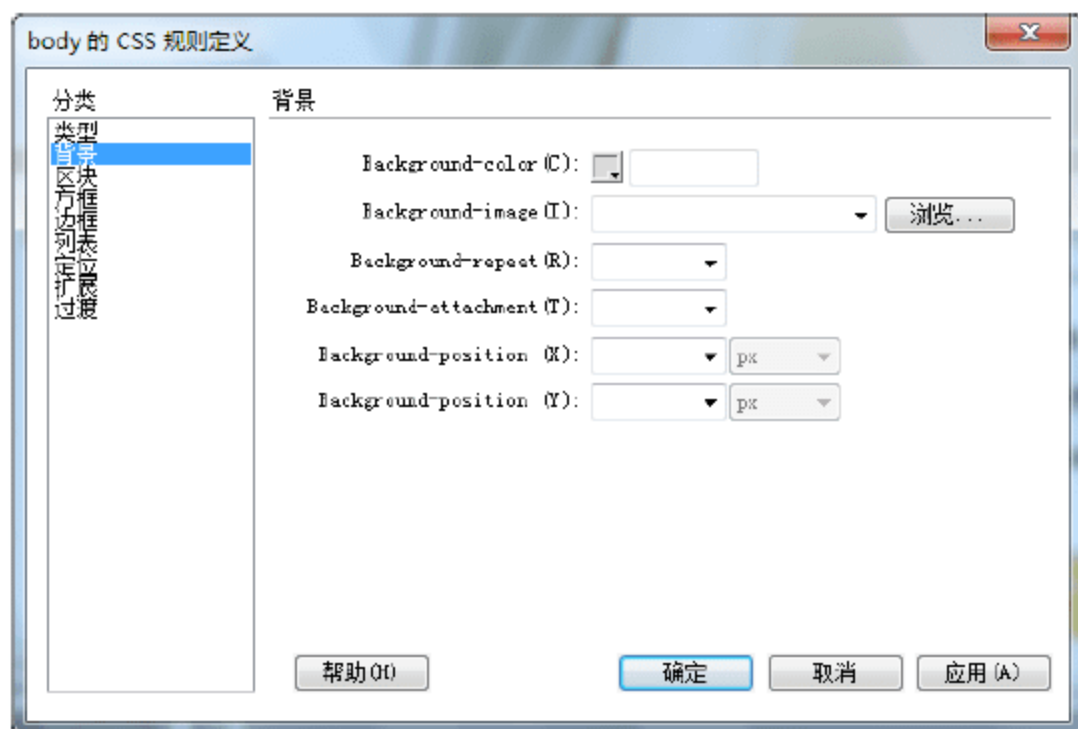 body 的 CSS 规则定义
分类
类型
背景
区块
方框
边框
列表
定位
扩展
过渡
背景
Background-color(C):
Background-image(I):
浏览...
Background-repeat(R):
Background-attachment(T):
Background-position (X):
px
Background-position (Y):
px
帮助(H)
确定
取消
应用(A)